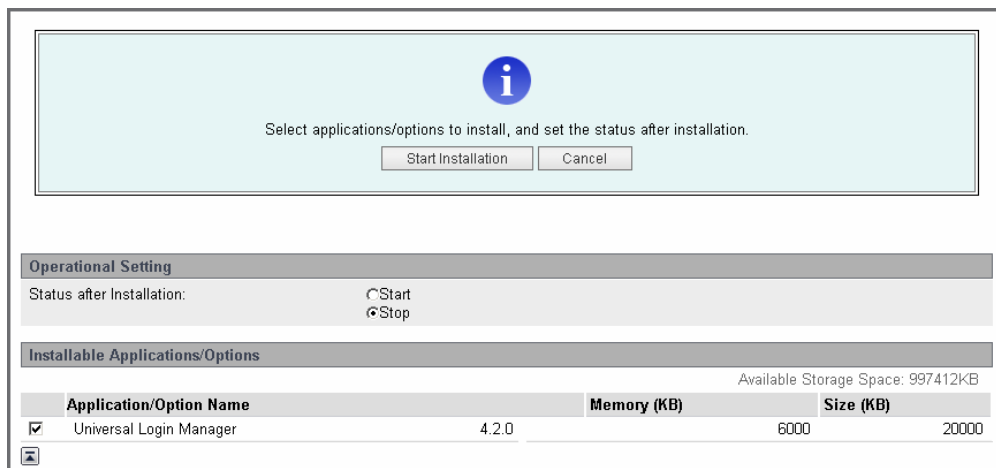 i
Select applications/options to install, and set the status after installation.
Start Installation Cancel
Operational Setting
Status after Installation: Start
Stop
Installable Applications/Options
Available Storage Space: 997412KB
Application/Option Name Memory (KB) Size (KB)
Universal Login Manager 4.2.0 6000 20000